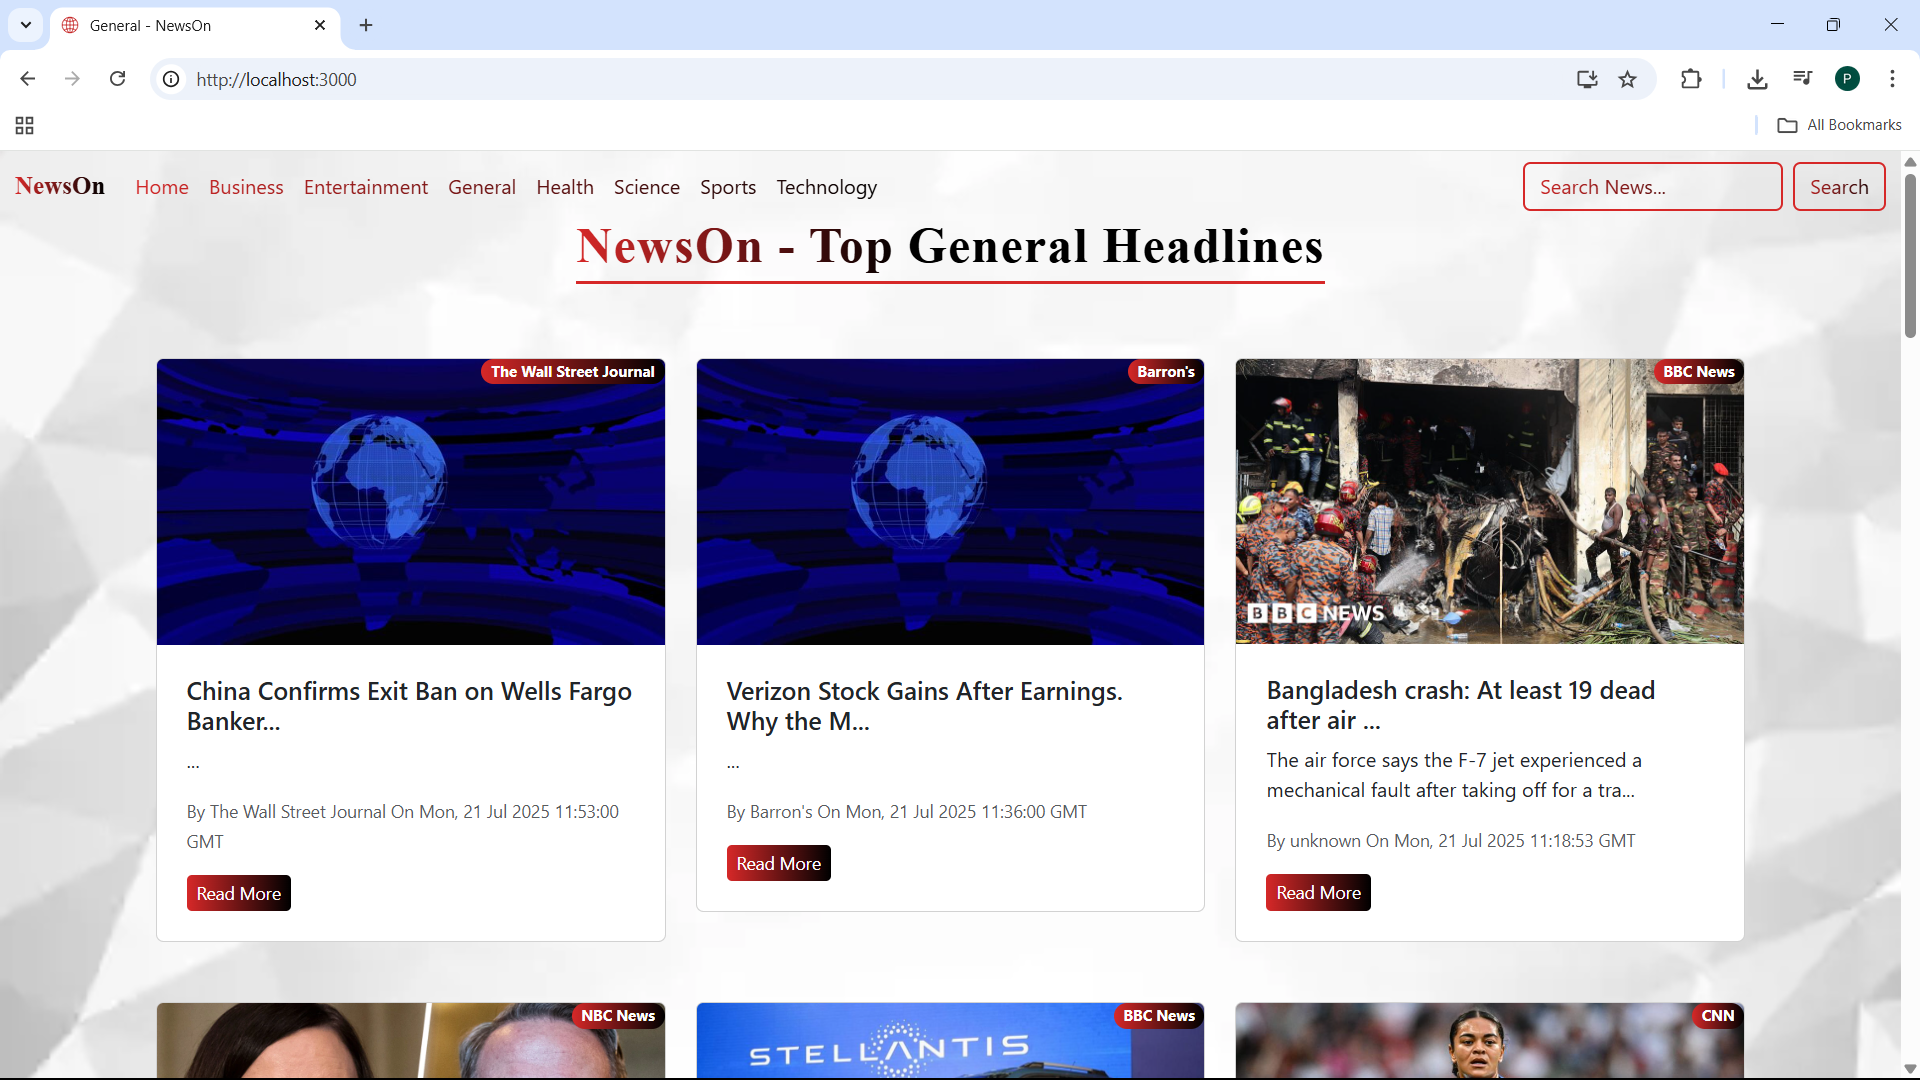 General - NewsOn
http://localhost:3000
P
All Bookmarks
NewsOn Home Business Entertainment General Health Science Sports Technology Search News... Search
NewsOn - Top General Headlines
The Wall Street Journal
China Confirms Exit Ban on Wells Fargo
Banker...
...
By The Wall Street Journal On Mon, 21 Jul 2025 11:53:00
GMT
Read More
Barron's
Verizon Stock Gains After Earnings.
Why the M...
...
By Barron's On Mon, 21 Jul 2025 11:36:00 GMT
Read More
BBC News
BBC NEWS
Bangladesh crash: At least 19 dead
after air ...
The air force says the F-7 jet experienced a
mechanical fault after taking off for a tra...
By unknown On Mon, 21 Jul 2025 11:18:53 GMT
Read More
NBC News
BBC News
STELLANTIS
CNN